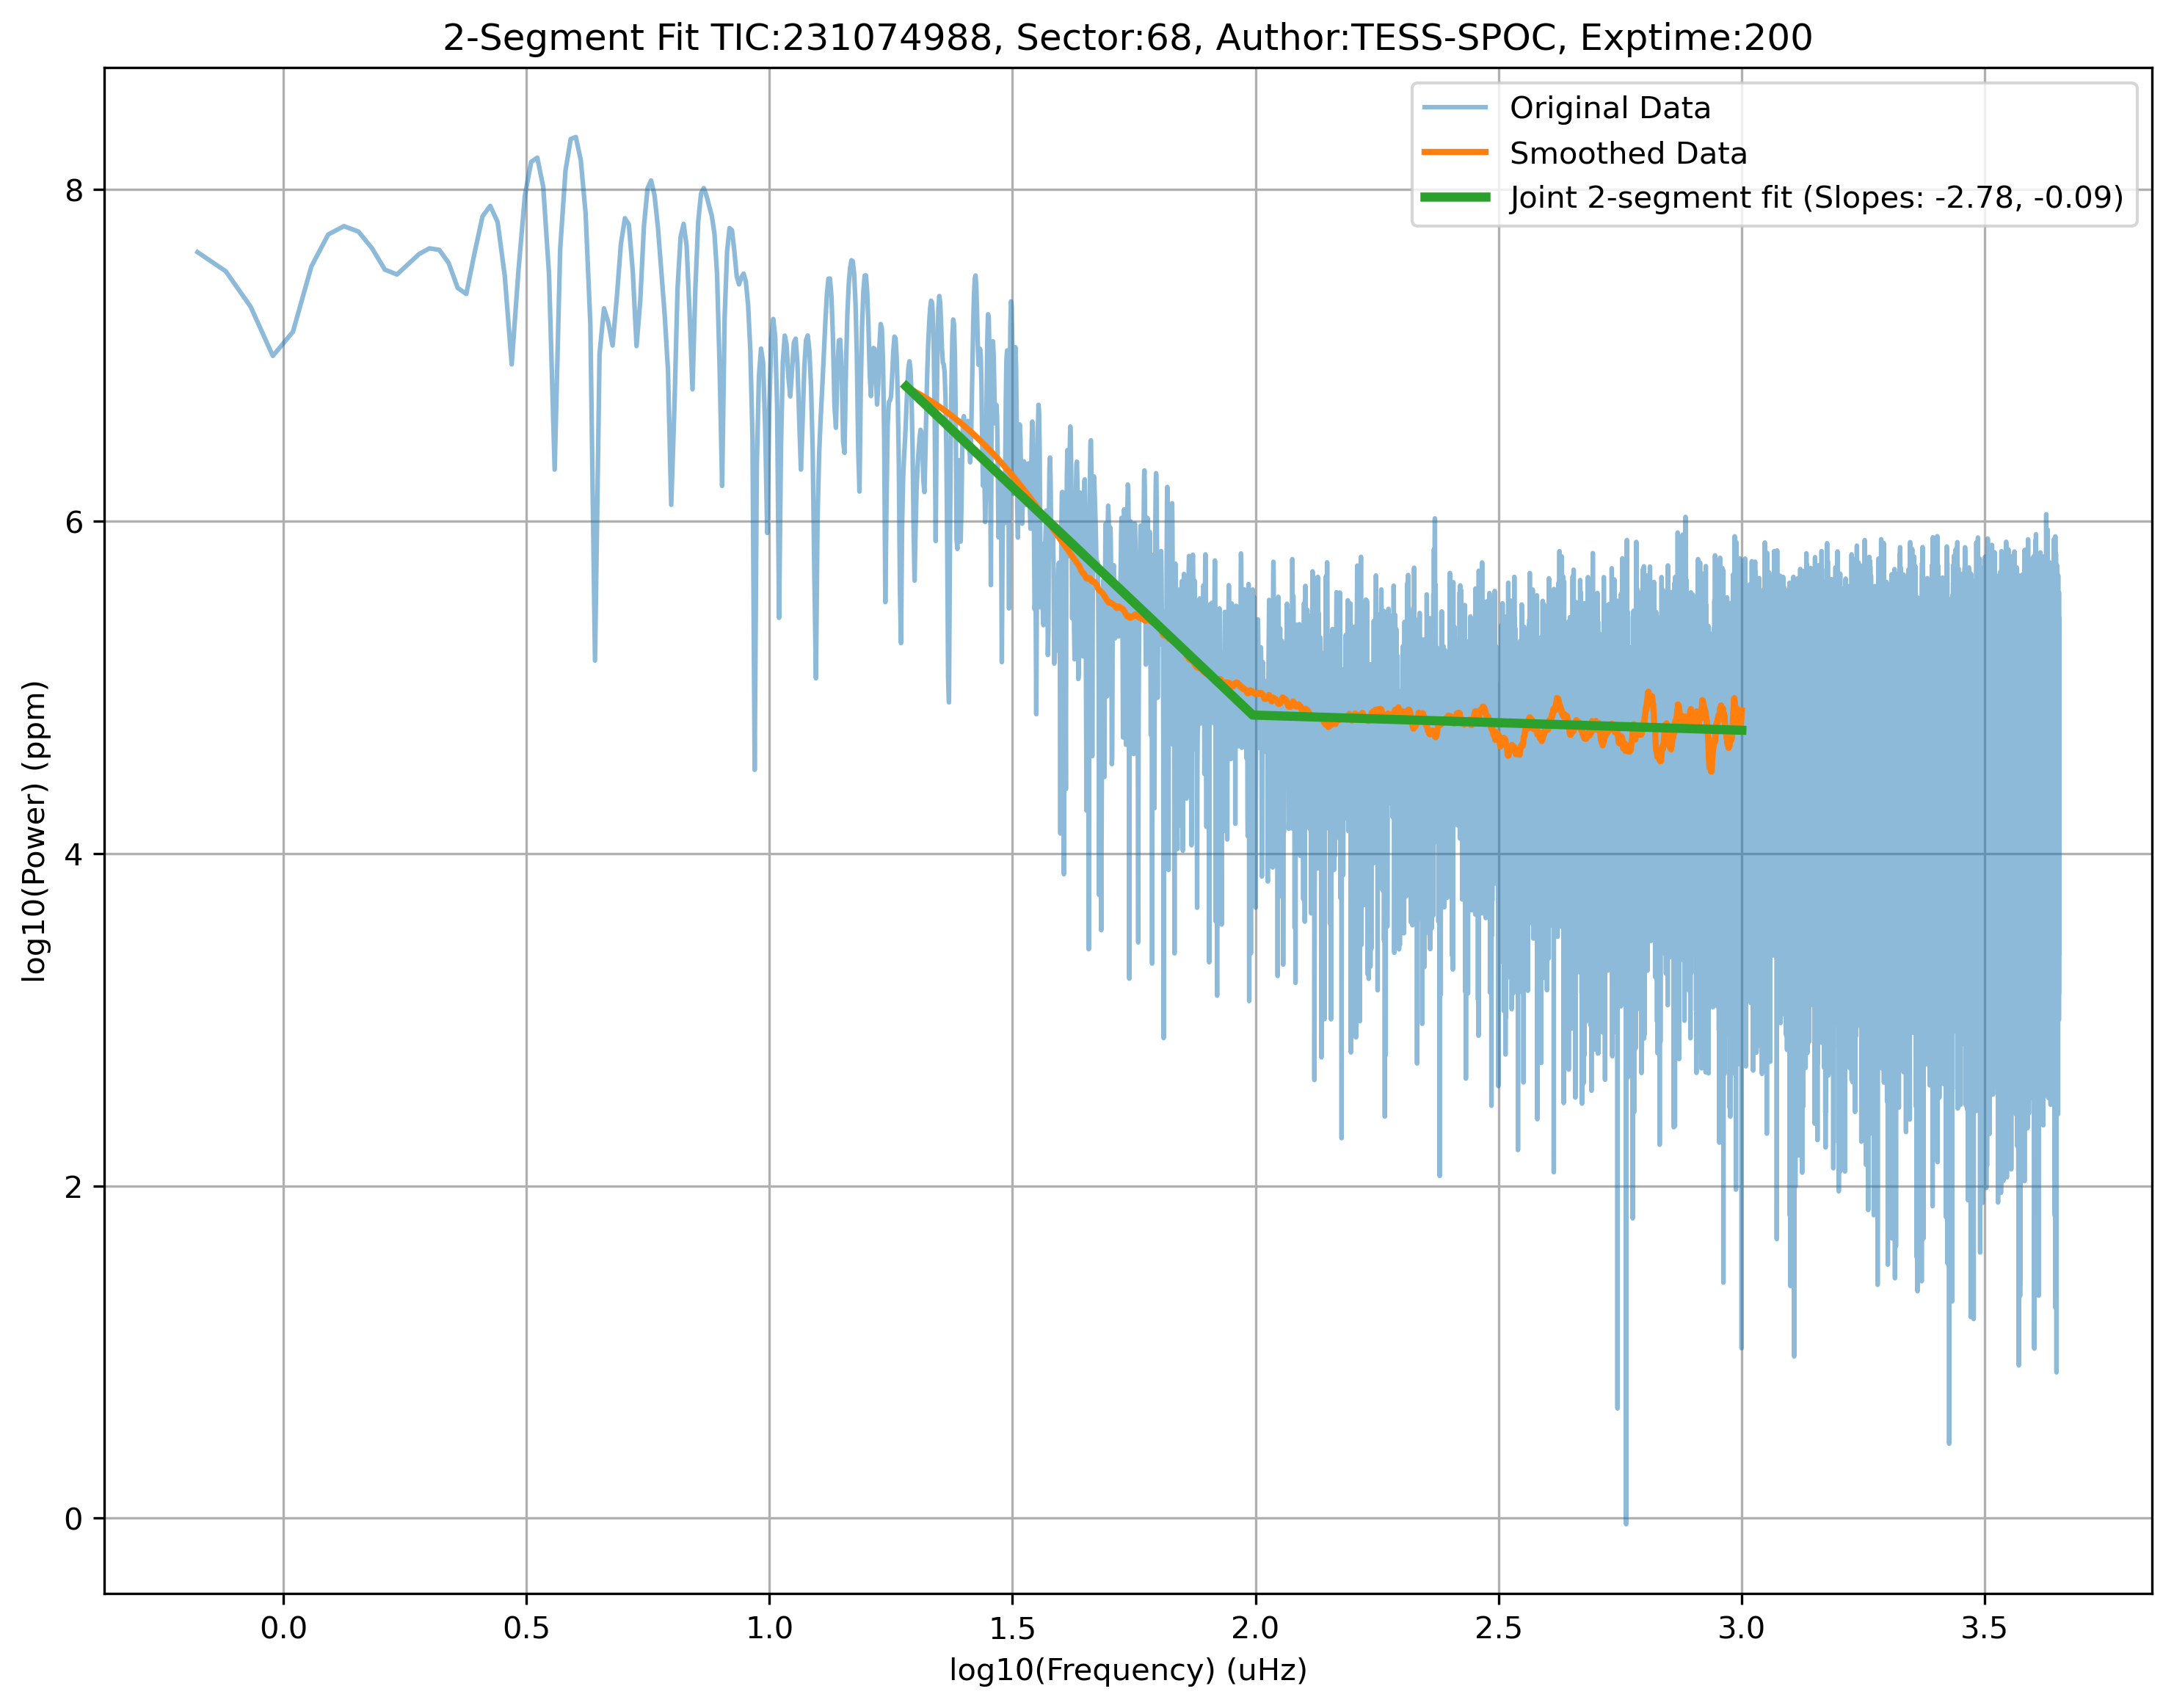 2-Segment Fit TIC:231074988, Sector:68, Author:TESS-SPOC, Exptime:200
Original Data
Smoothed Data
Joint 2-segment fit (Slopes: -2.78, -0.09)
log10(Power) (ppm)
8
6
4
2
0
0.0 0.5 1.0 1.5 2.0 2.5 3.0 3.5
log10(Frequency) (uHz)